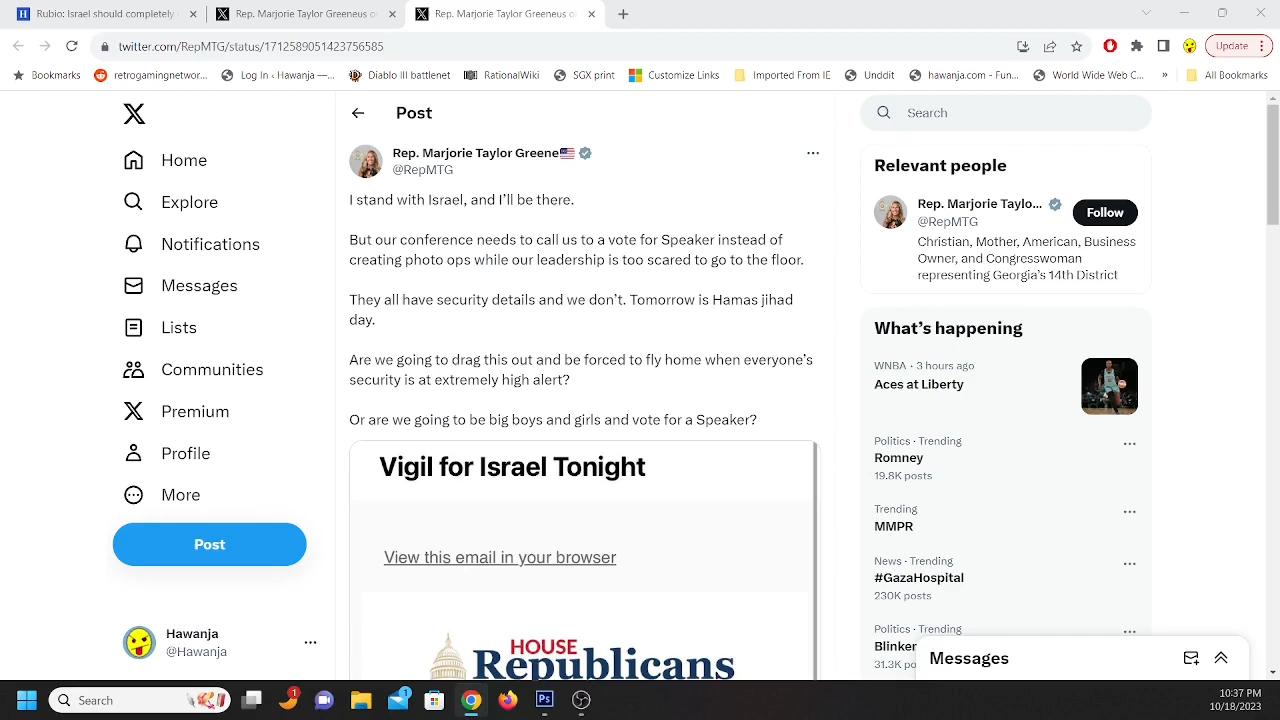 Rubio: Israel should completely
Rep. Marjorie Taylor Greeneus o
Rep. Marjorie Taylor Greeneus o
twitter.com/RepMTG/status/1712589051423756585
Update
Bookmarks
retrogamingnetwor...
Log In ‹ Hawanja —...
Diablo III battlenet
RationalWiki
SGX print
Customize Links
Imported From IE
Unddit
hawanja.com - Fun...
World Wide Web C...
»
All Bookmarks
Home
Explore
Notifications
Messages
Lists
Communities
Premium
Profile
More
Post
Hawanja
@Hawanja
Post
Rep. Marjorie Taylor Greene🇺🇸
@RepMTG
I stand with Israel, and I’ll be there.
But our conference needs to call us to a vote for Speaker instead of
creating photo ops while our leadership is too scared to go to the floor.
They all have security details and we don’t. Tomorrow is Hamas jihad
day.
Are we going to drag this out and be forced to fly home when everyone’s
security is at extremely high alert?
Or are we going to be big boys and girls and vote for a Speaker?
Vigil for Israel Tonight
View this email in your browser
HOUSE
Republicans
Search
Relevant people
Rep. Marjorie Taylo...
@RepMTG
Follow
Christian, Mother, American, Business
Owner, and Congresswoman
representing Georgia’s 14th District
What’s happening
WNBA · 3 hours ago
Aces at Liberty
Politics · Trending
Romney
19.8K posts
Trending
MMPR
News · Trending
#GazaHospital
230K posts
Politics · Trending
Blinken
31.3K po
Messages
Search
1
1
Ps
10:37 PM
10/18/2023